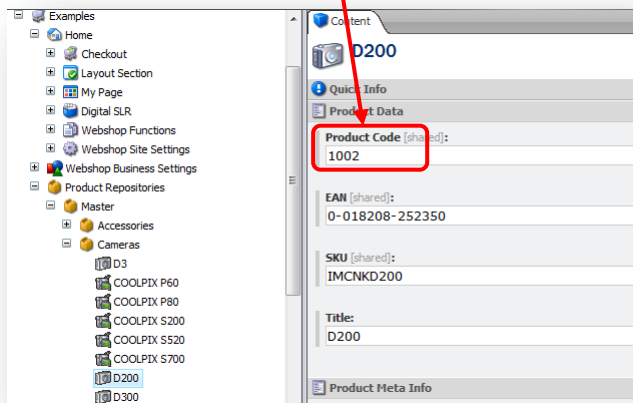 Examples
Home
Checkout
Layout Section
My Page
Digital SLR
Webshop Functions
Webshop Site Settings
Webshop Business Settings
Product Repositories
Master
Accessories
Cameras
D3
COOLPIX P60
COOLPIX P80
COOLPIX S200
COOLPIX S520
COOLPIX S700
D200
D300
Content
D200
Quick Info
Product Data
Product Code [shared]:
1002
EAN [shared]:
0-018208-252350
SKU [shared]:
IMCNKD200
Title:
D200
Product Meta Info